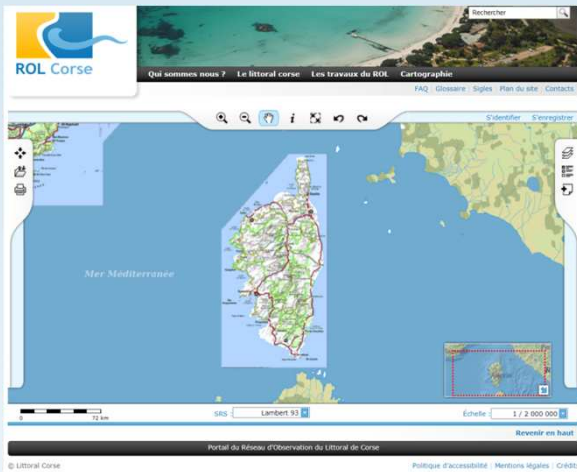 Rechercher
ROL Corse
Qui sommes nous ? Le littoral corse Les travaux du ROL Cartographie
FAQ Glossaire Sigles Plan du site Contacts
S'identifier S'enregistrer
Mer Méditerranée
0 72 km
SRS : Lambert 93
Échelle : 1 / 2 000 000
Revenir en haut
Portail du Réseau d'Observation du Littoral de Corse
© Littoral Corse
Politique d'accessibilité Mentions légales Crédits